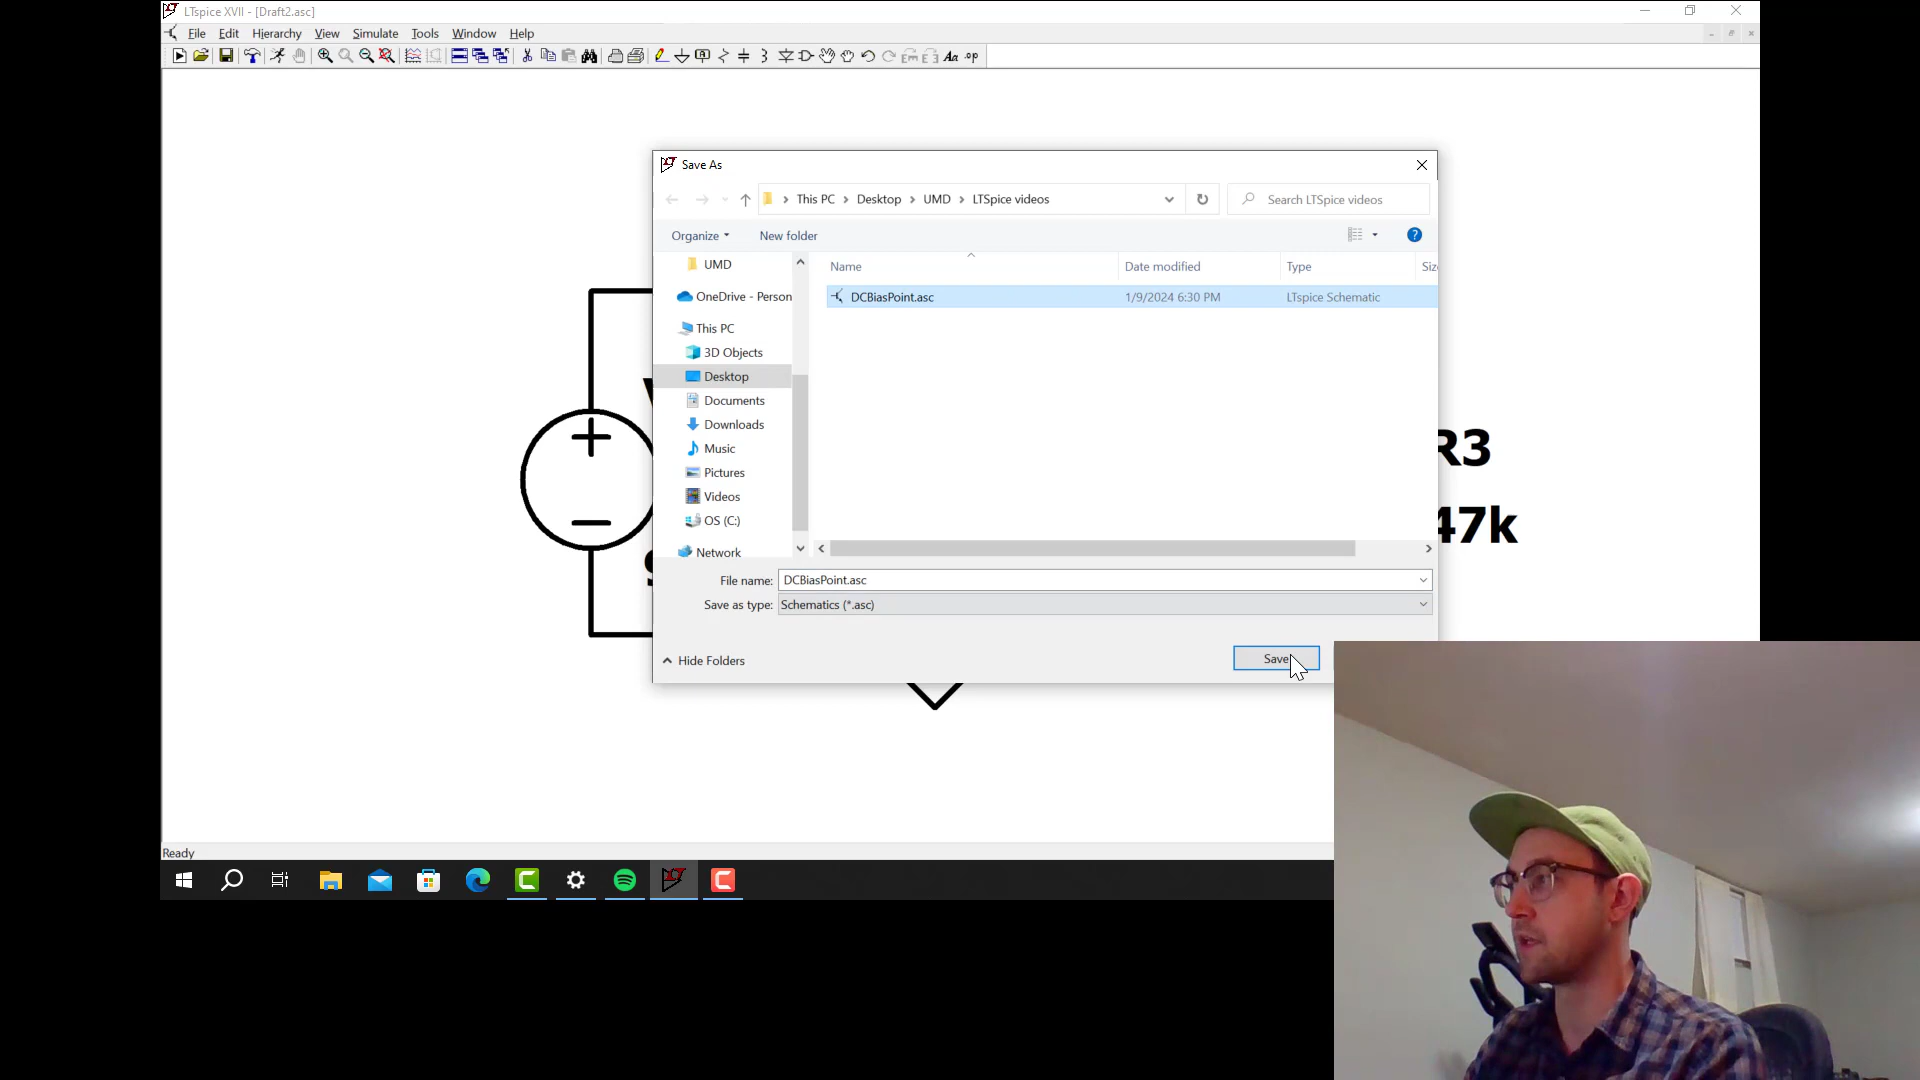 LTspice XVII - [Draft2.asc]
File Edit Hierarchy View Simulate Tools Window Help
Aa .op
Save As
This PC > Desktop > UMD > LTSpice videos
Search LTSpice videos
Organize New folder
UMD
OneDrive - Person
This PC
3D Objects
Desktop
Documents
Downloads
Music
Pictures
Videos
OS (C:)
Network
Name Date modified Type Siz
DCBiasPoint.asc 1/9/2024 6:30 PM LTspice Schematic
File name: DCBiasPoint.asc
Save as type: Schematics (*.asc)
Hide Folders
Save
R3
47k
Ready